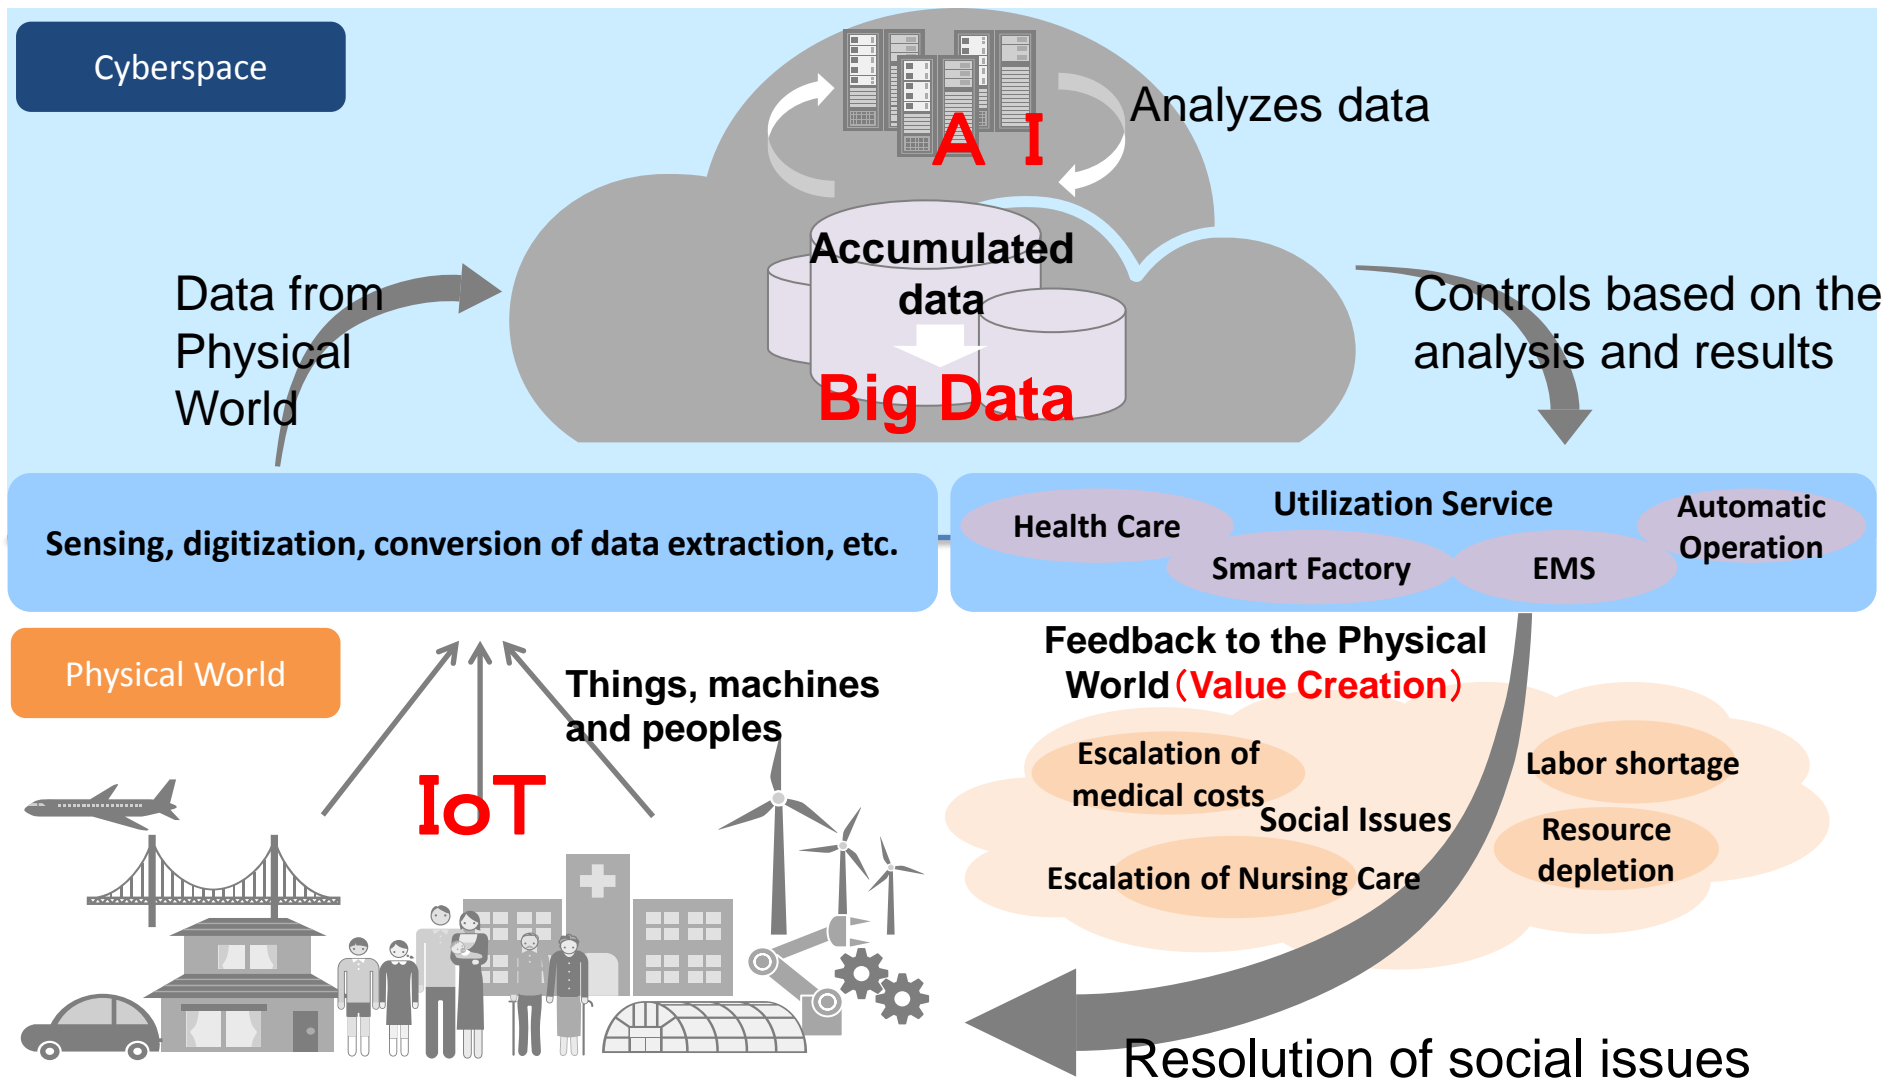 Cyberspace
Analyzes data
A I
Accumulated
data
Big Data
Data from
Physical
World
Controls based on the
analysis and results
Sensing, digitization, conversion of data extraction, etc.
Utilization Service
Health Care
Smart Factory
EMS
Automatic
Operation
Physical World
Things, machines
and peoples
IoT
Feedback to the Physical
World（Value Creation）
Escalation of
medical costs
Social Issues
Escalation of Nursing Care
Labor shortage
Resource
depletion
Resolution of social issues